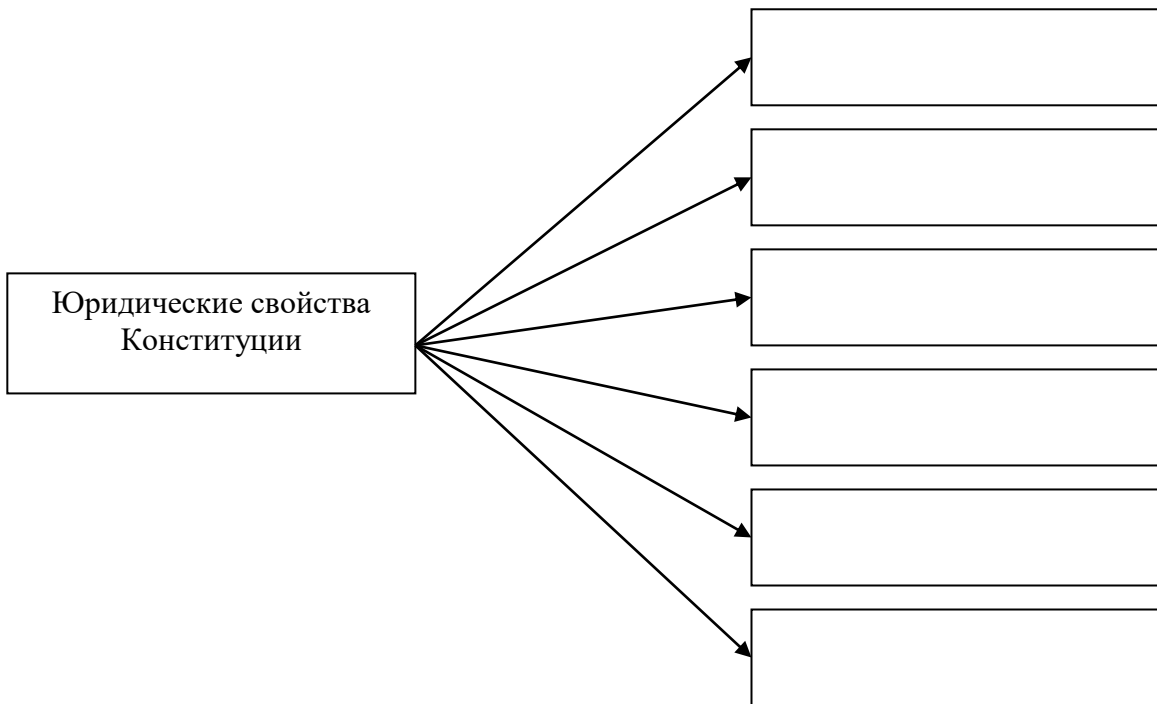 Юридические свойства
Конституции